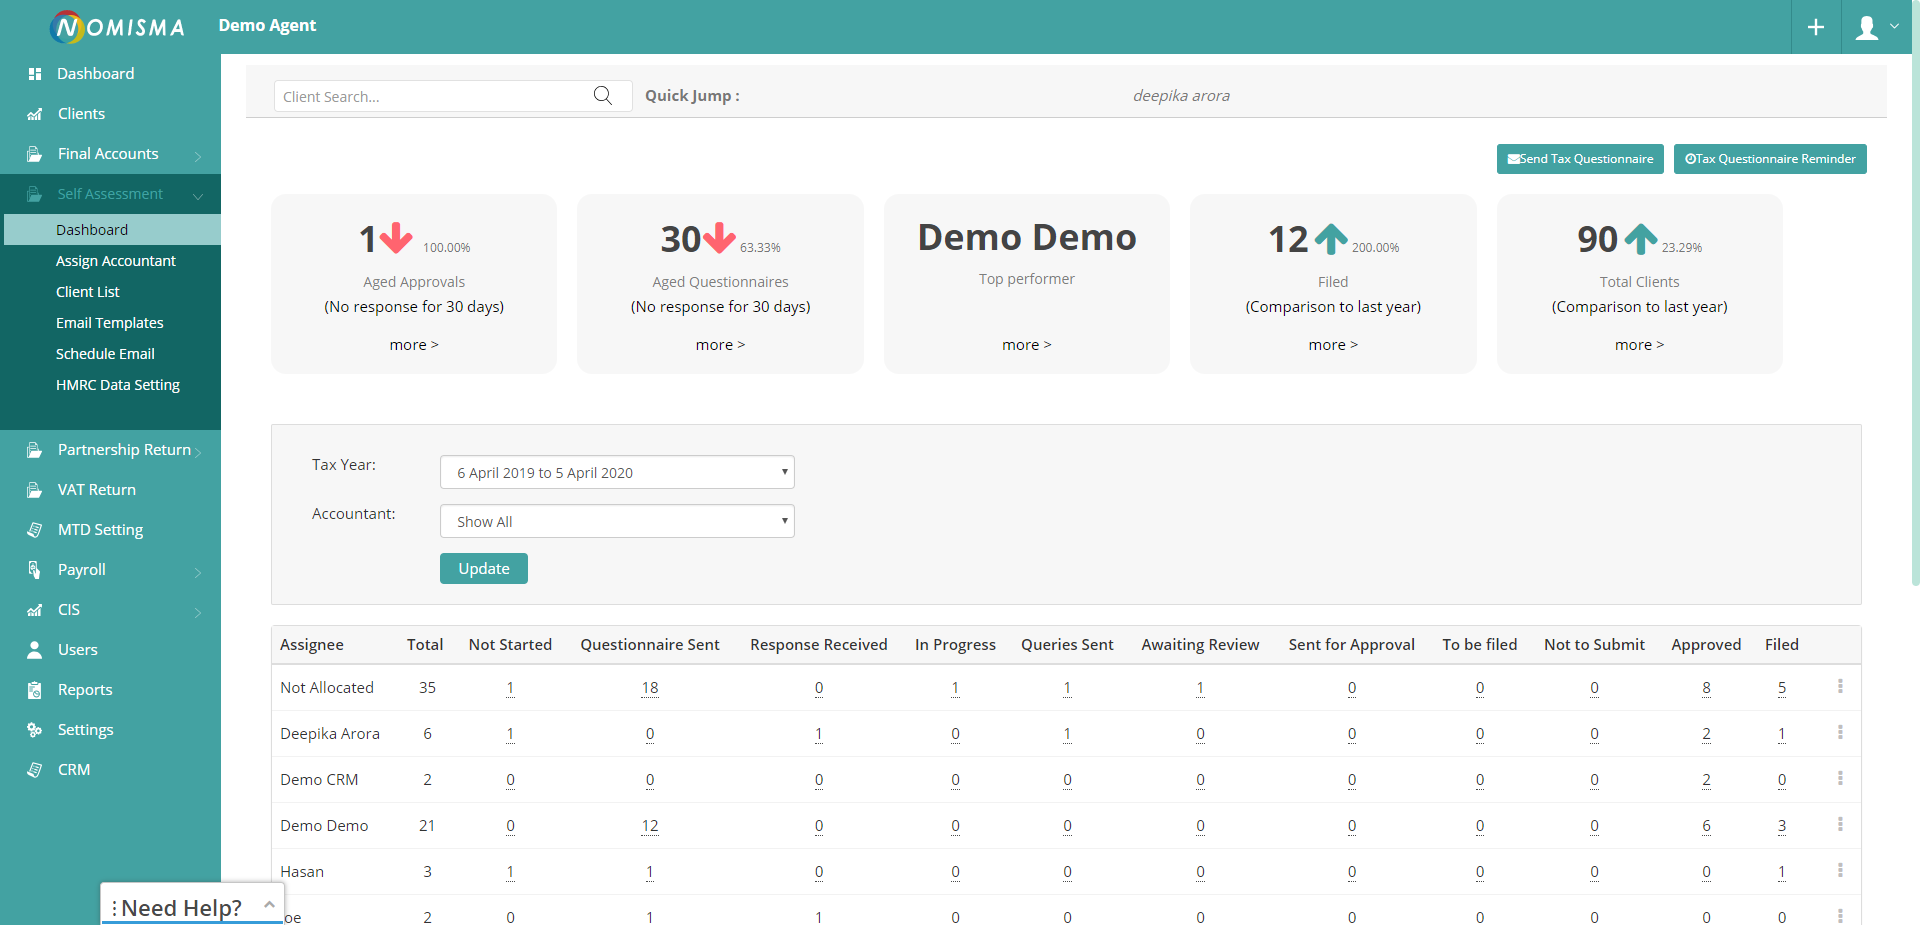 NOMISMA
Demo Agent
Dashboard
Clients
Final Accounts
Self Assessment
Dashboard
Assign Accountant
Client List
Email Templates
Schedule Email
HMRC Data Setting
Partnership Return
VAT Return
MTD Setting
Payroll
CIS
Users
Reports
Settings
CRM
Need Help?
Client Search...
Quick Jump :
deepika arora
Send Tax Questionnaire
Tax Questionnaire Reminder
1 100.00%
Aged Approvals
(No response for 30 days)
more >
30 63.33%
Aged Questionnaires
(No response for 30 days)
more >
Demo Demo
Top performer
more >
12 200.00%
Filed
(Comparison to last year)
more >
90 23.29%
Total Clients
(Comparison to last year)
more >
Tax Year: 6 April 2019 to 5 April 2020
Accountant: Show All
Update
Assignee Total Not Started Questionnaire Sent Response Received In Progress Queries Sent Awaiting Review Sent for Approval To be filed Not to Submit Approved Filed
Not Allocated 35 1 18 0 1 1 1 0 0 0 8 5
Deepika Arora 6 1 0 1 0 1 0 0 0 0 2 1
Demo CRM 2 0 0 0 0 0 0 0 0 0 2 0
Demo Demo 21 0 12 0 0 0 0 0 0 0 6 3
Hasan 3 1 1 0 0 0 0 0 0 0 0 1
oe 2 0 1 1 0 0 0 0 0 0 0 0